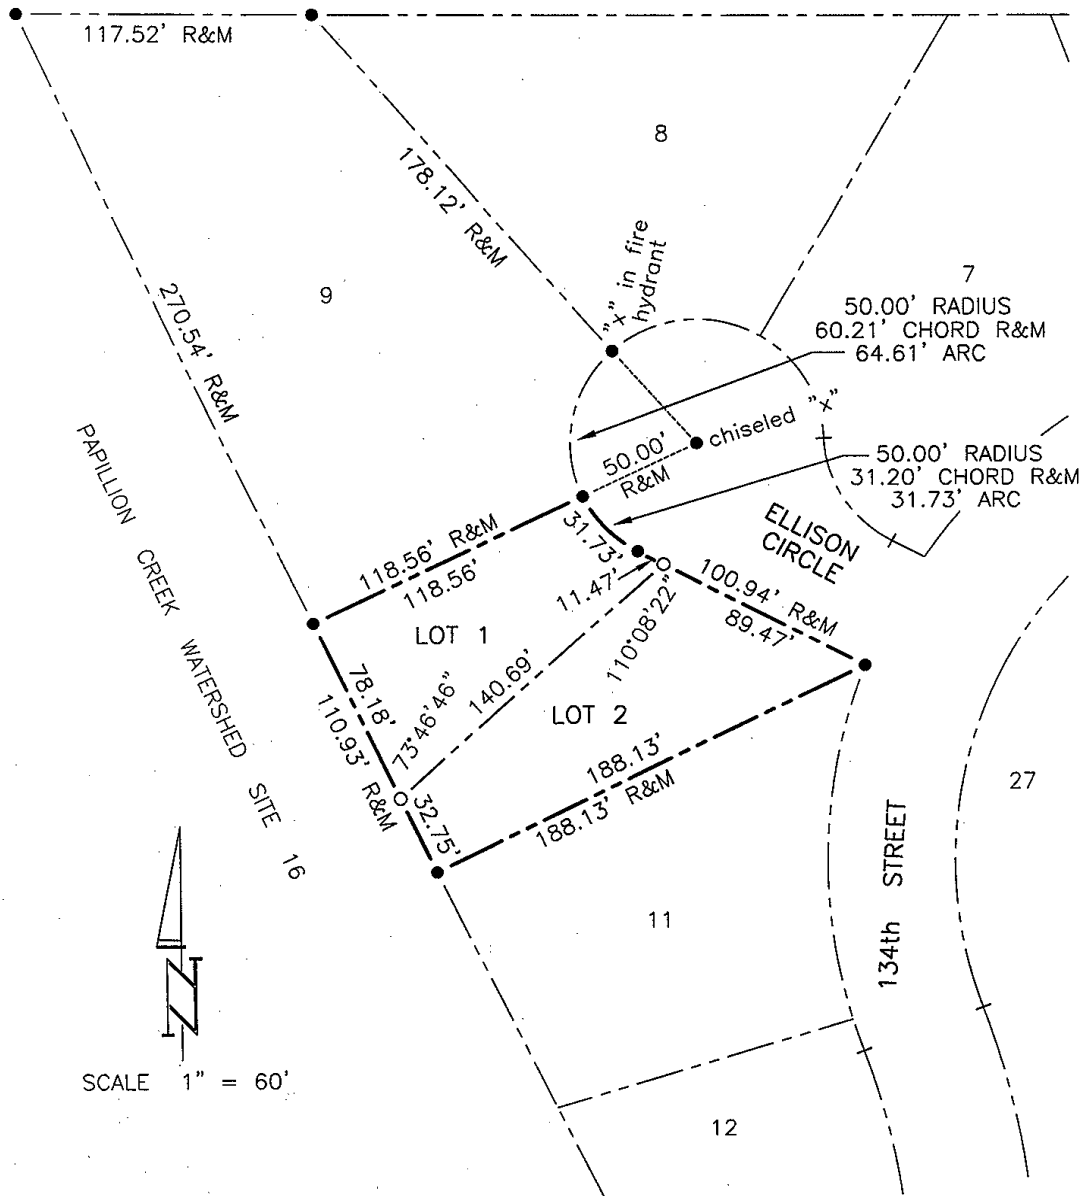 117.52' R&M
8
178.12' R&M
"+" in fire
hydrant
7
9
50.00' RADIUS
60.21' CHORD R&M
64.61' ARC
270.54' R&M
chiseled "+"
50.00'
R&M
50.00' RADIUS
31.20' CHORD R&M
31.73' ARC
PAPILLION CREEK WATERSHED SITE 16
ELLISON
CIRCLE
118.56' R&M
118.56'
31.73'
11.47'
100.94' R&M
89.47'
110°08'22"
LOT 1
140.69'
73°46'46"
78.18'
110.93' R&M
32.75'
LOT 2
188.13'
188.13' R&M
27
134th STREET
11
12
N
SCALE 1" = 60'